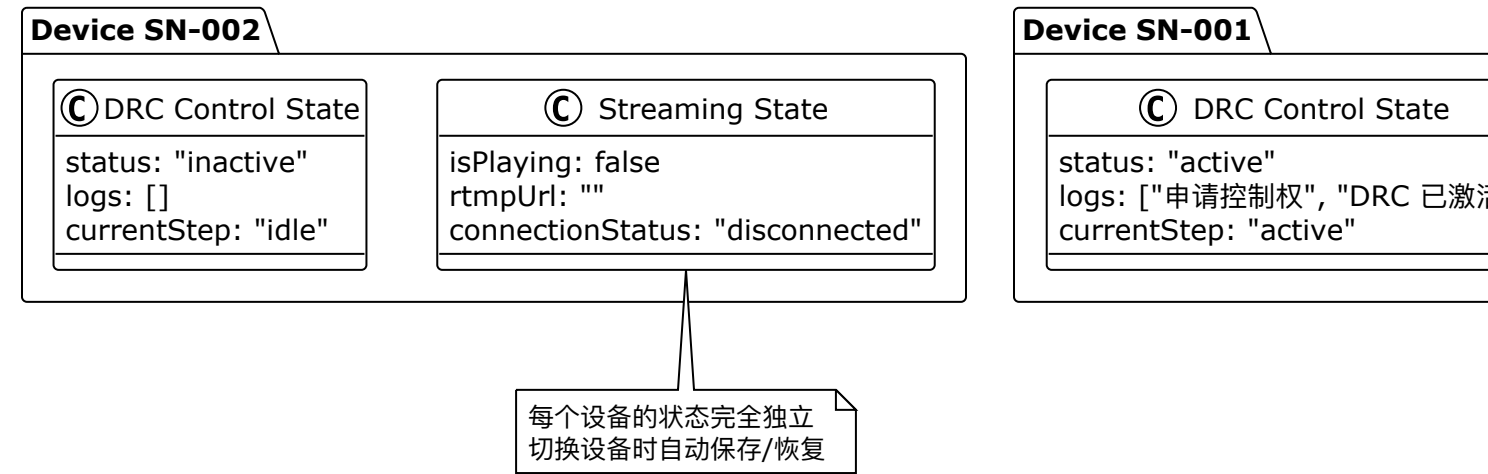 Device SN-002
C DRC Control State
status: "inactive"
logs: []
currentStep: "idle"
C Streaming State
isPlaying: false
rtmpUrl: ""
connectionStatus: "disconnected"
每个设备的状态完全独立
切换设备时自动保存/恢复
Device SN-001
C DRC Control State
status: "active"
logs: ["申请控制权", "DRC 已激
currentStep: "active"